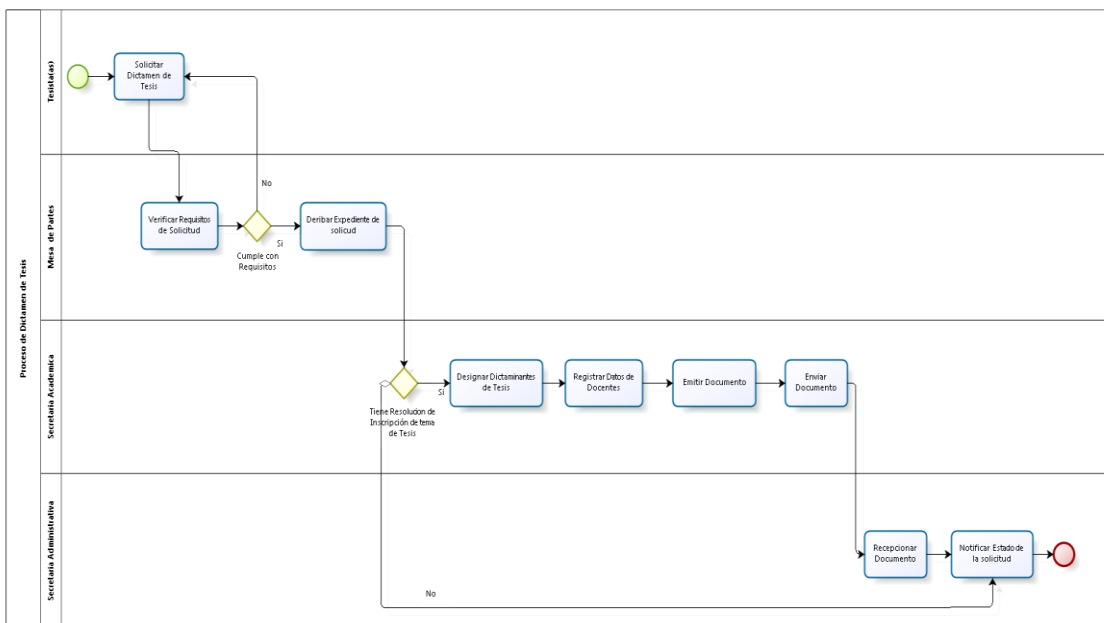 Proceso de Dictamen de Tesis
Tesista(as)
Solicitar
Dictamen de
Tesis
Mesa de Partes
Verificar Requisitos
de Solicitud
No
Si
Cumple con
Requisitos
Deribar Expediente de
solicud
Secretaria Academica
Tiene Resolucion de
Inscripción de tema
de Tesis
Si
Designar Dictaminantes
de Tesis
Registrar Datos de
Docentes
Emitir Documento
Enviar
Documento
Secretaria Administrativa
Recepcionar
Documento
Notificar Estado de
la solicitud
No